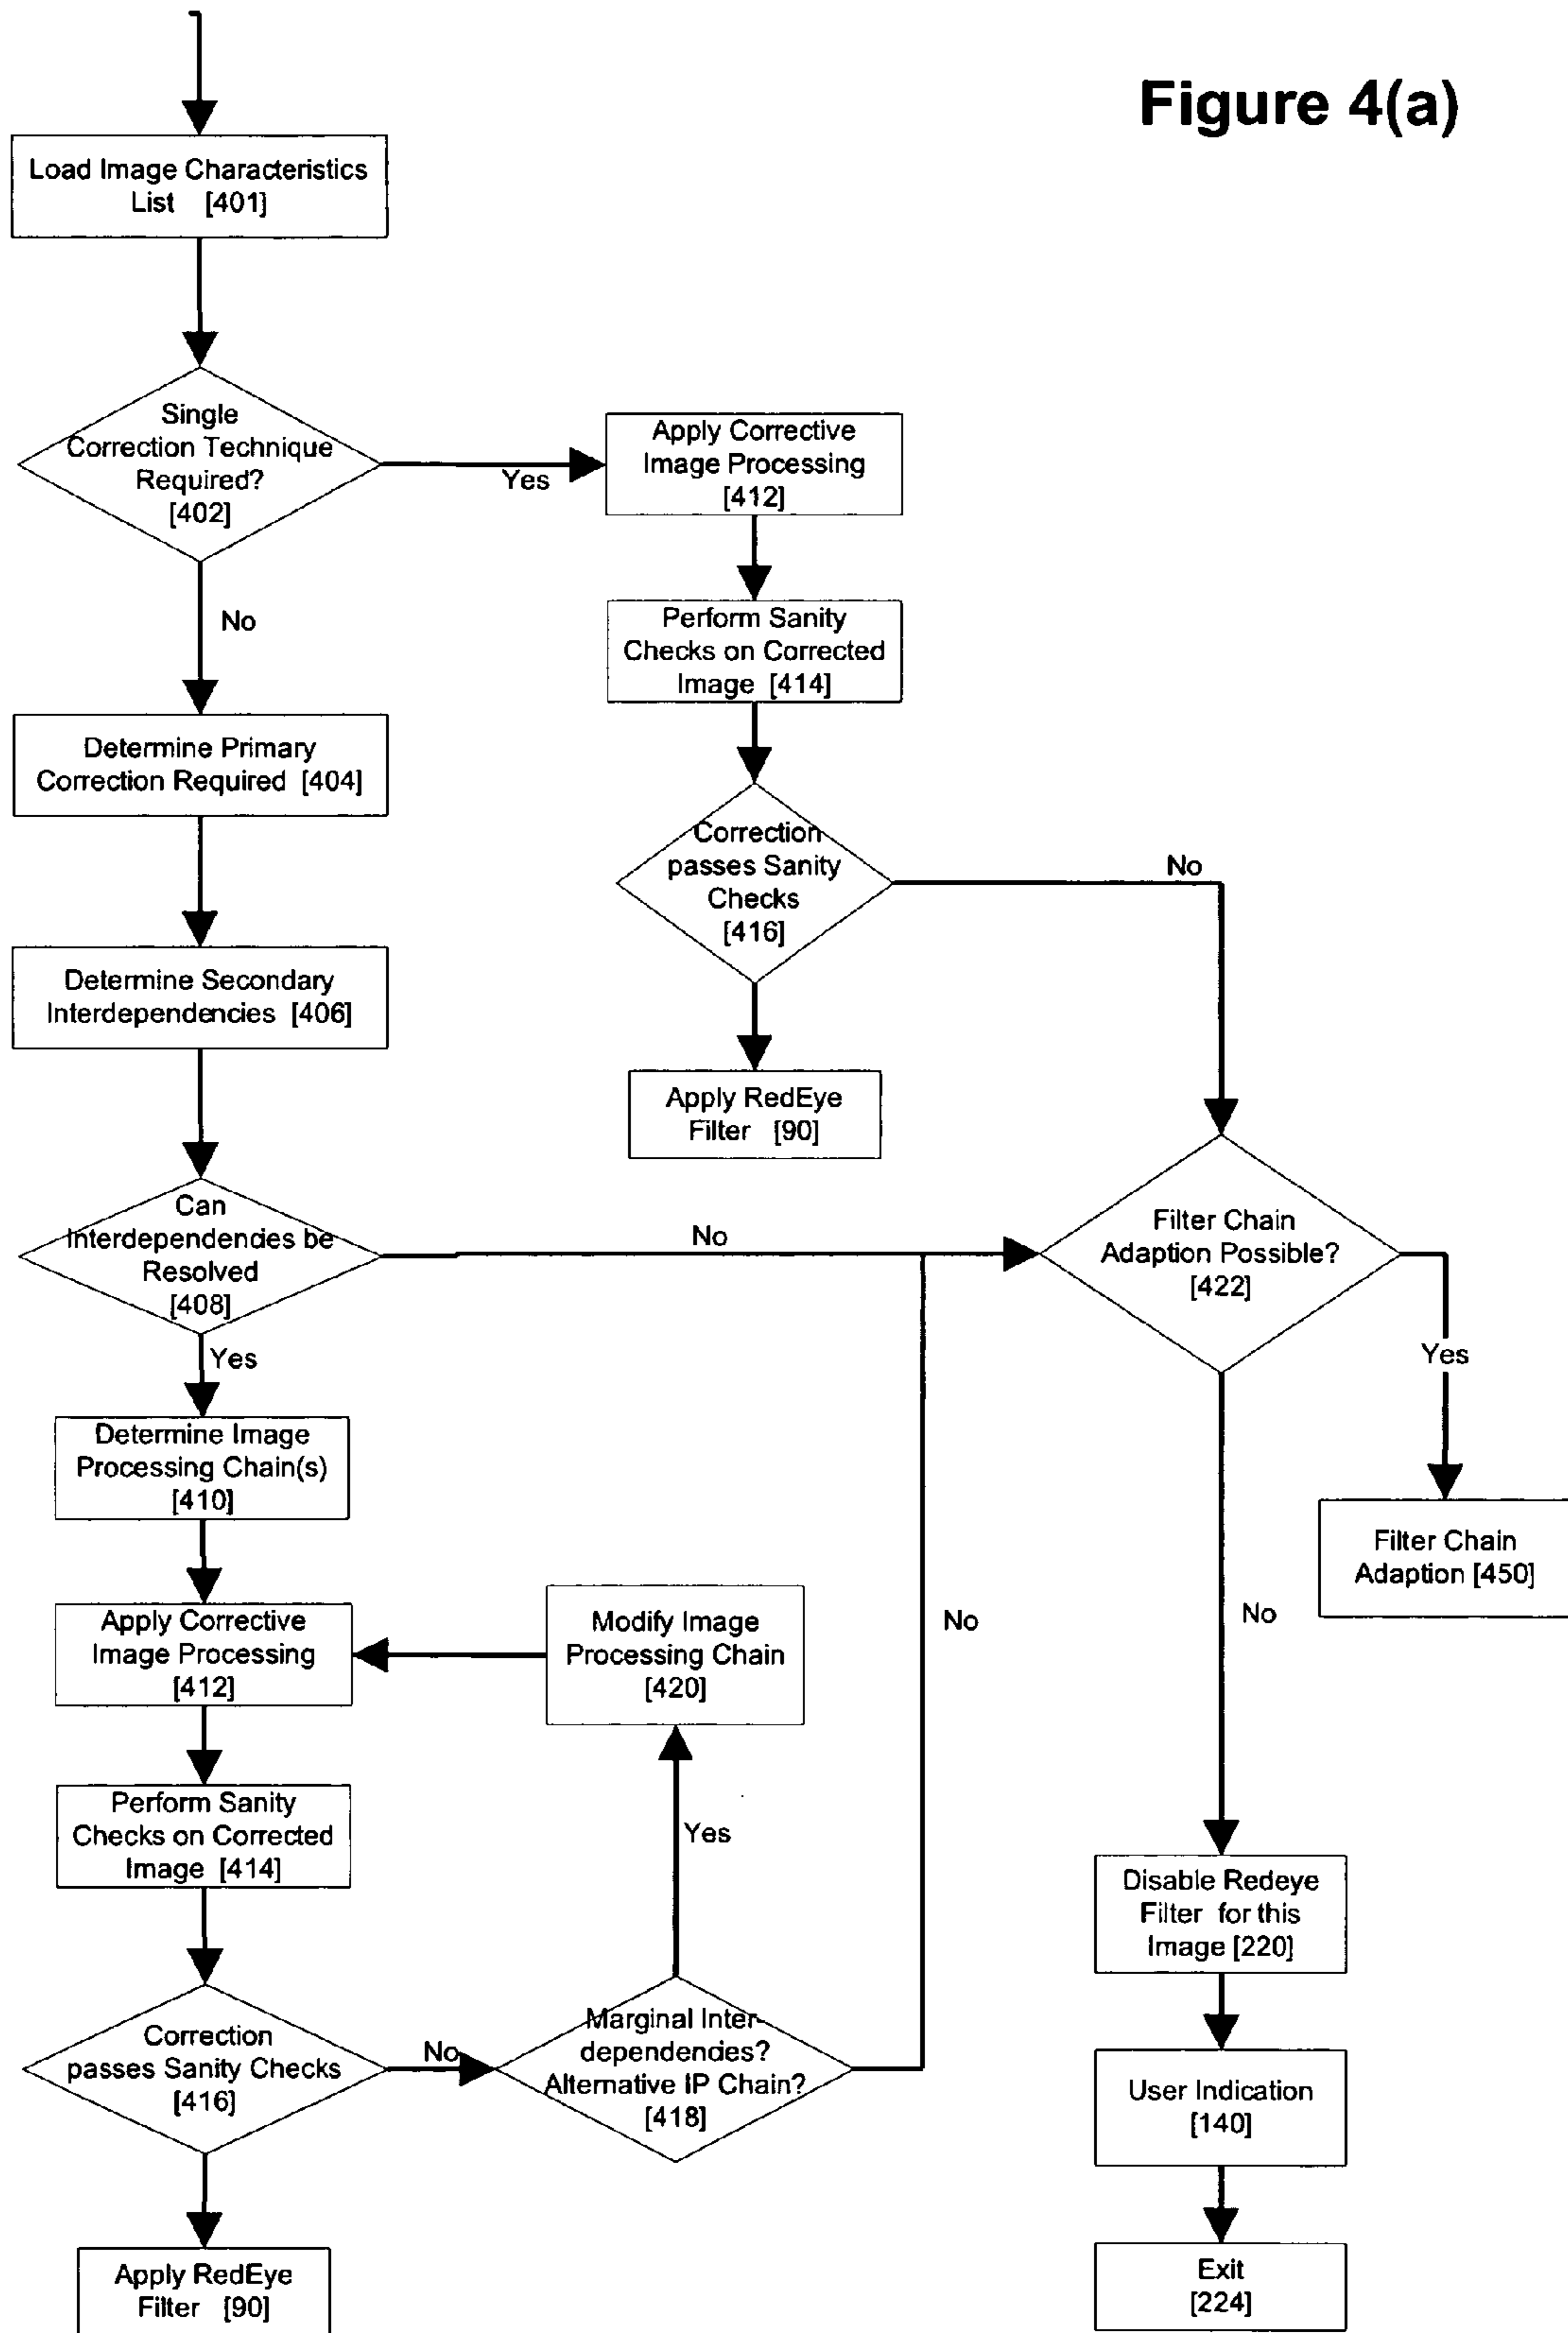 Figure 4(a)
Load Image Characteristics
List [401]
Single
Correction Technique
Required?
[402]
Yes
Apply Corrective
Image Processing
[412]
No
Perform Sanity
Checks on Corrected
Image [414]
Determine Primary
Correction Required [404]
Correction
passes Sanity
Checks
[416]
No
Determine Secondary
Interdependencies [406]
Apply RedEye
Filter [90]
Can
Interdependencies be
Resolved
[408]
No
Filter Chain
Adaption Possible?
[422]
Yes
Yes
Determine Image
Processing Chain(s)
[410]
Filter Chain
Adaption [450]
Apply Corrective
Image Processing
[412]
Modify Image
Processing Chain
[420]
No
No
Perform Sanity
Checks on Corrected
Image [414]
Yes
Disable Redeye
Filter for this
Image [220]
Correction
passes Sanity Checks
[416]
No
Marginal Inter-
dependencies?
Alternative IP Chain?
[418]
User Indication
[140]
Apply RedEye
Filter [90]
Exit
[224]